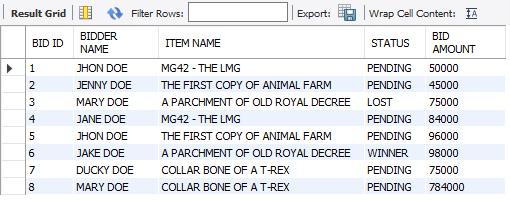 Result Grid Filter Rows: Export: Wrap Cell Content: IA
BID ID BIDDER NAME ITEM NAME STATUS BID AMOUNT
1 JHON DOE MG42 - THE LMG PENDING 50000
2 JENNY DOE THE FIRST COPY OF ANIMAL FARM PENDING 45000
3 MARY DOE A PARCHMENT OF OLD ROYAL DECREE LOST 75000
4 JANE DOE MG42 - THE LMG PENDING 84000
5 JHON DOE THE FIRST COPY OF ANIMAL FARM PENDING 96000
6 JAKE DOE A PARCHMENT OF OLD ROYAL DECREE WINNER 98000
7 DUCKY DOE COLLAR BONE OF A T-REX PENDING 75000
8 MARY DOE COLLAR BONE OF A T-REX PENDING 784000